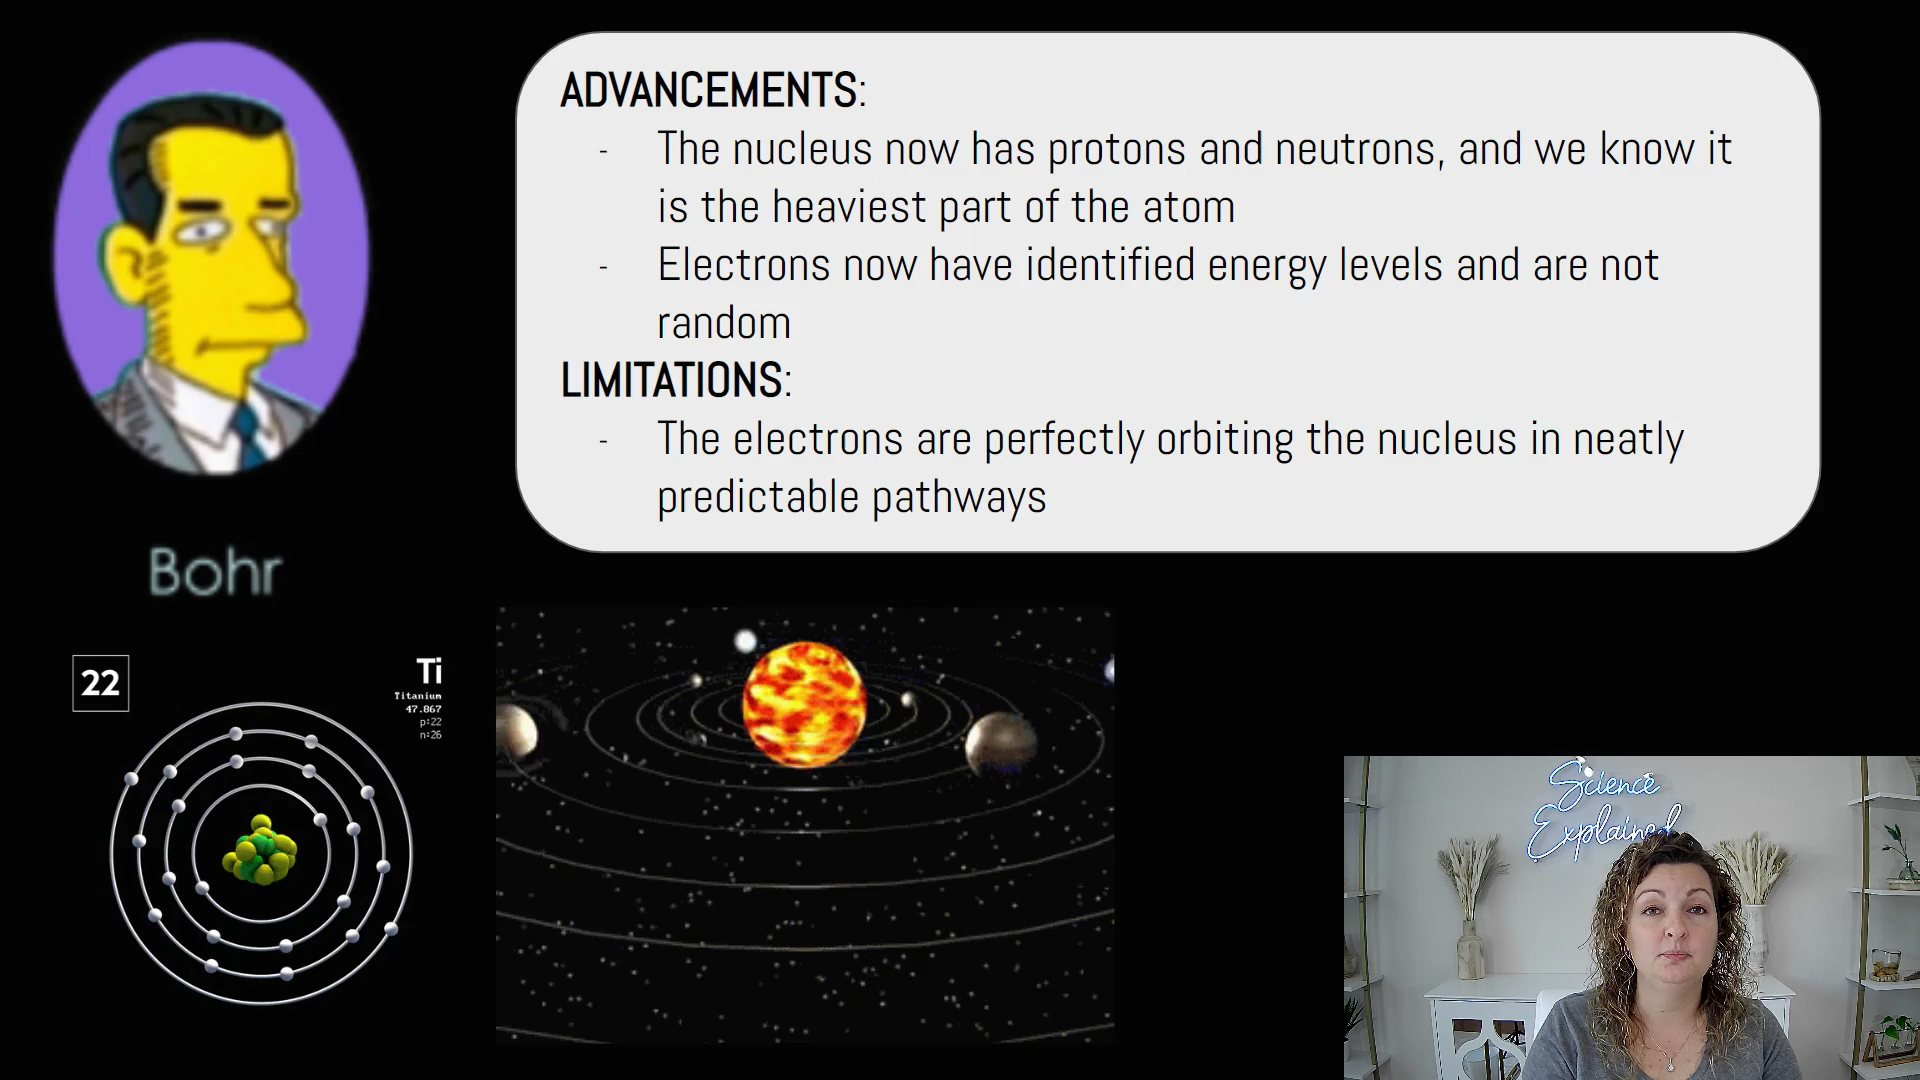 ADVANCEMENTS:
- The nucleus now has protons and neutrons, and we know it
is the heaviest part of the atom
- Electrons now have identified energy levels and are not
random
LIMITATIONS:
- The electrons are perfectly orbiting the nucleus in neatly
predictable pathways
Bohr
22
Ti
Titanium
47.867
p:22
n:26
Science
Explained